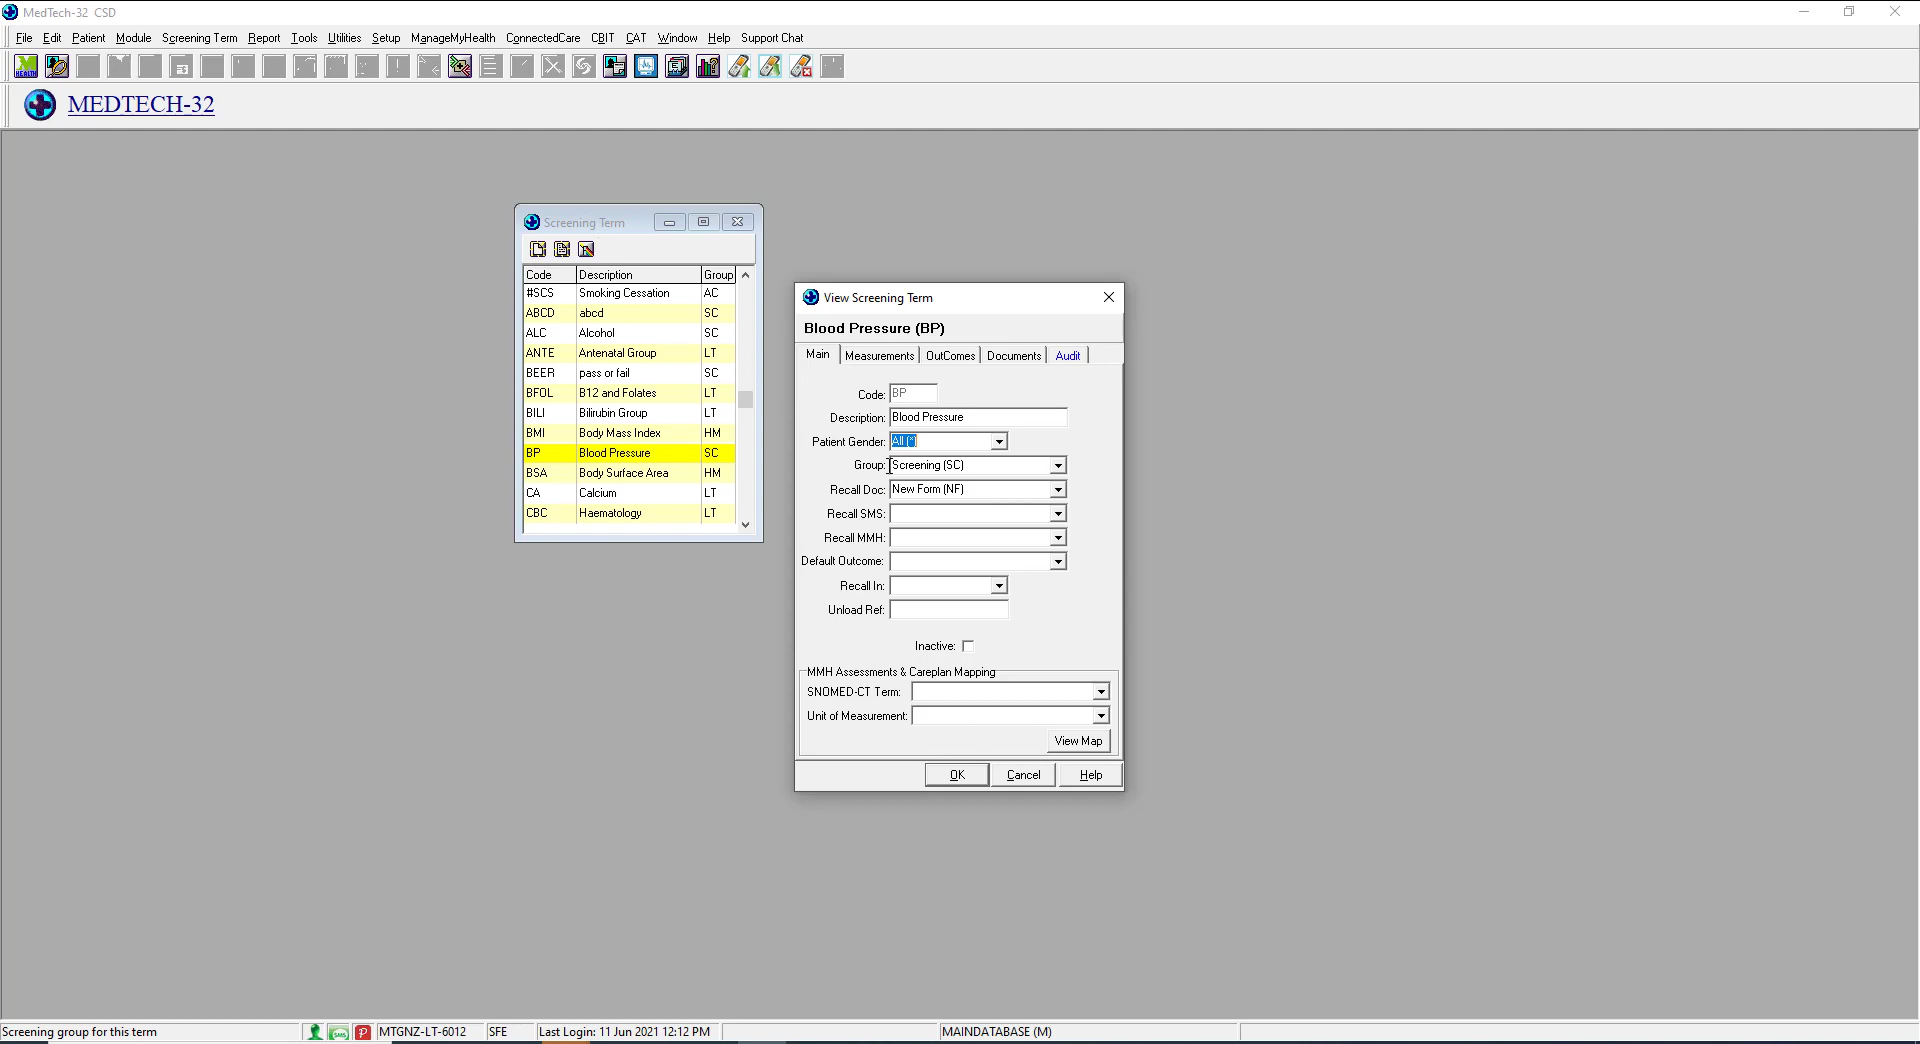 MedTech-32 CSD
File Edit Patient Module Screening Term Report Tools Utilities Setup ManageMyHealth ConnectedCare CBIT CAT Window Help Support Chat
MEDTECH-32
Screening Term
Code Description Group
#SCS Smoking Cessation AC
ABCD abcd SC
ALC Alcohol SC
ANTE Antenatal Group LT
BEER pass or fail SC
BFOL B12 and Folates LT
BILI Bilirubin Group LT
BMI Body Mass Index HM
BP Blood Pressure SC
BSA Body Surface Area HM
CA Calcium LT
CBC Haematology LT
View Screening Term
Blood Pressure (BP)
Main Measurements OutComes Documents Audit
Code: BP
Description: Blood Pressure
Patient Gender: All (*)
Group: Screening (SC)
Recall Doc: New Form (NF)
Recall SMS:
Recall MMH:
Default Outcome:
Recall In:
Unload Ref:
Inactive:
MMH Assessments & Careplan Mapping
SNOMED-CT Term:
Unit of Measurement:
View Map
OK Cancel Help
Screening group for this term SMS MTGNZ-LT-6012 SFE Last Login: 11 Jun 2021 12:12 PM MAINDATABASE (M)